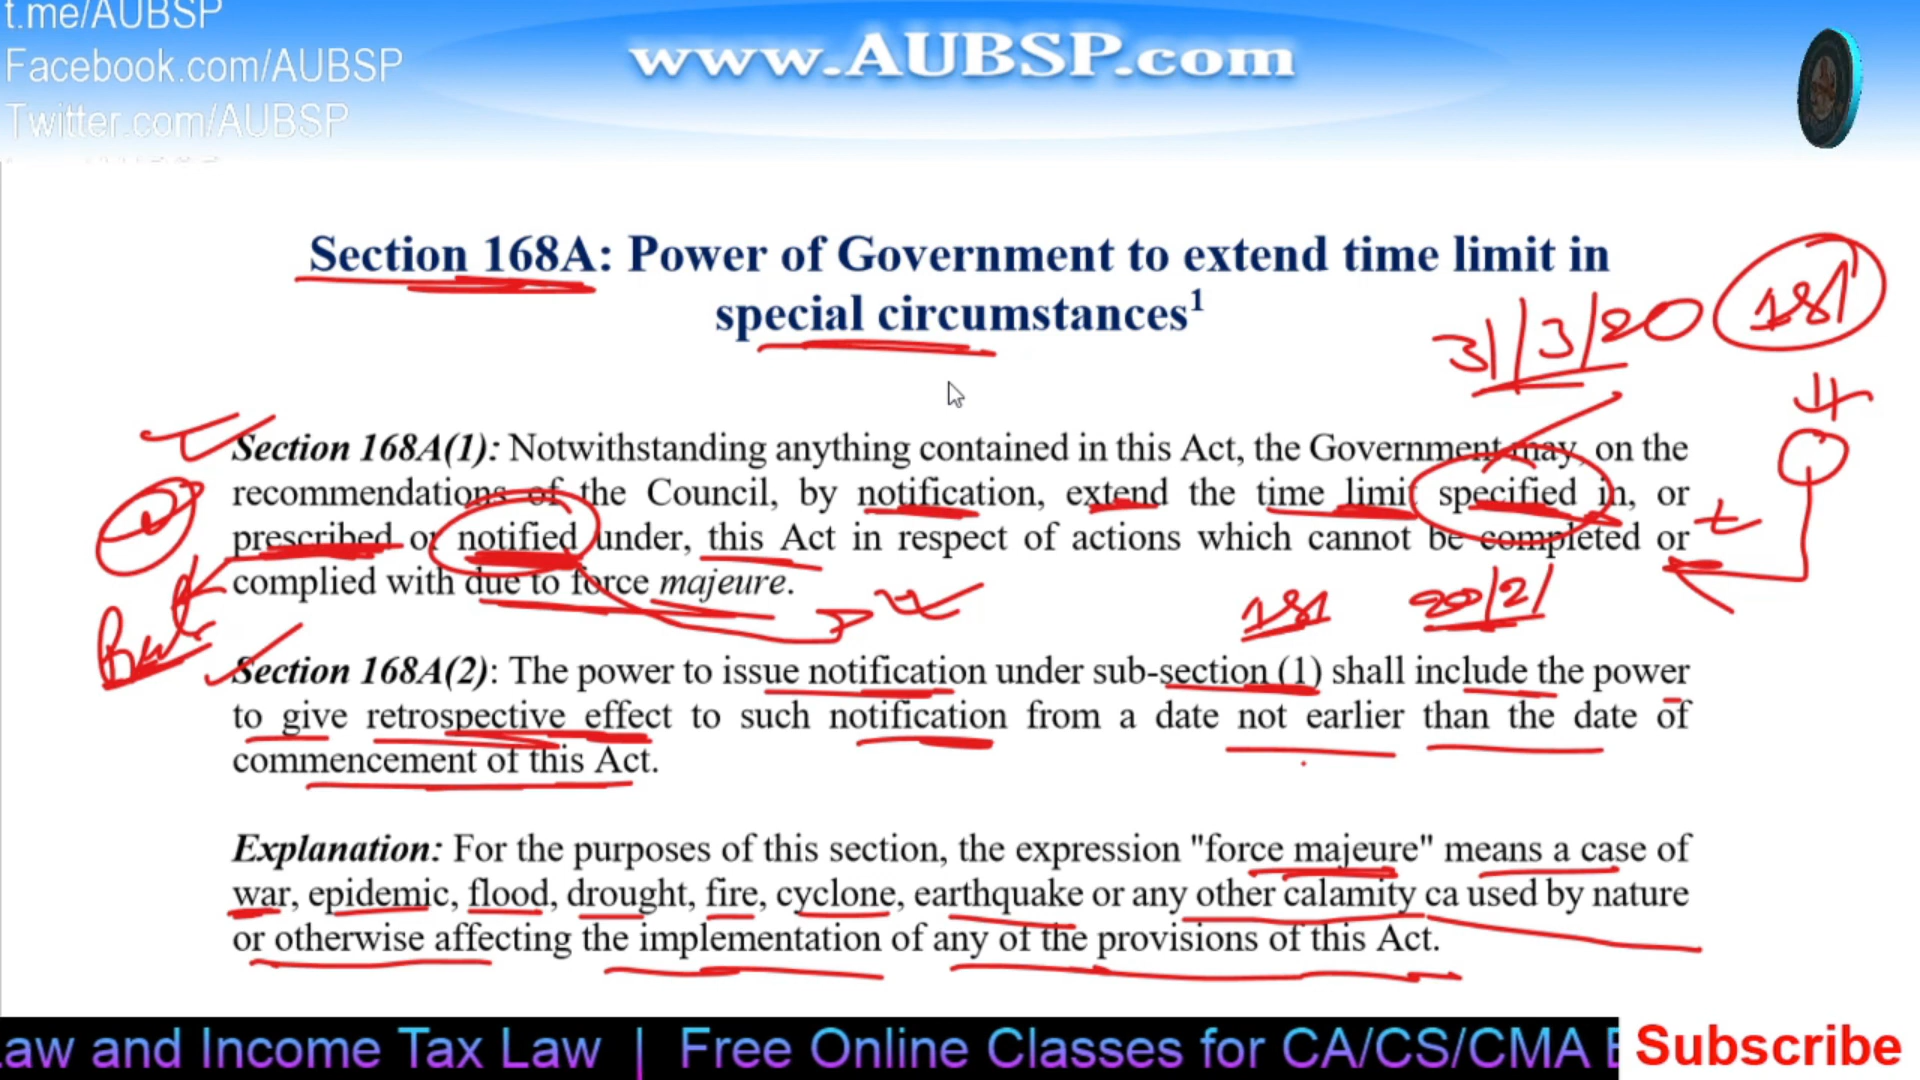 t.me/AUBSP
Facebook.com/AUBSP
Twitter.com/AUBSP
www.AUBSP.com
Section 168A: Power of Government to extend time limit in
special circumstances1
31/3/20
Section 168A(1): Notwithstanding anything contained in this Act, the Government may, on the
recommendations of the Council, by notification, extend the time limit specified in, or
prescribed or notified under, this Act in respect of actions which cannot be completed or
complied with due to force majeure.
Section 168A(2): The power to issue notification under sub-section (1) shall include the power
to give retrospective effect to such notification from a date not earlier than the date of
commencement of this Act.
Explanation: For the purposes of this section, the expression "force majeure" means a case of
war, epidemic, flood, drought, fire, cyclone, earthquake or any other calamity ca used by nature
or otherwise affecting the implementation of any of the provisions of this Act.
aw and Income Tax Law | Free Online Classes for CA/CS/CMA
Subscribe